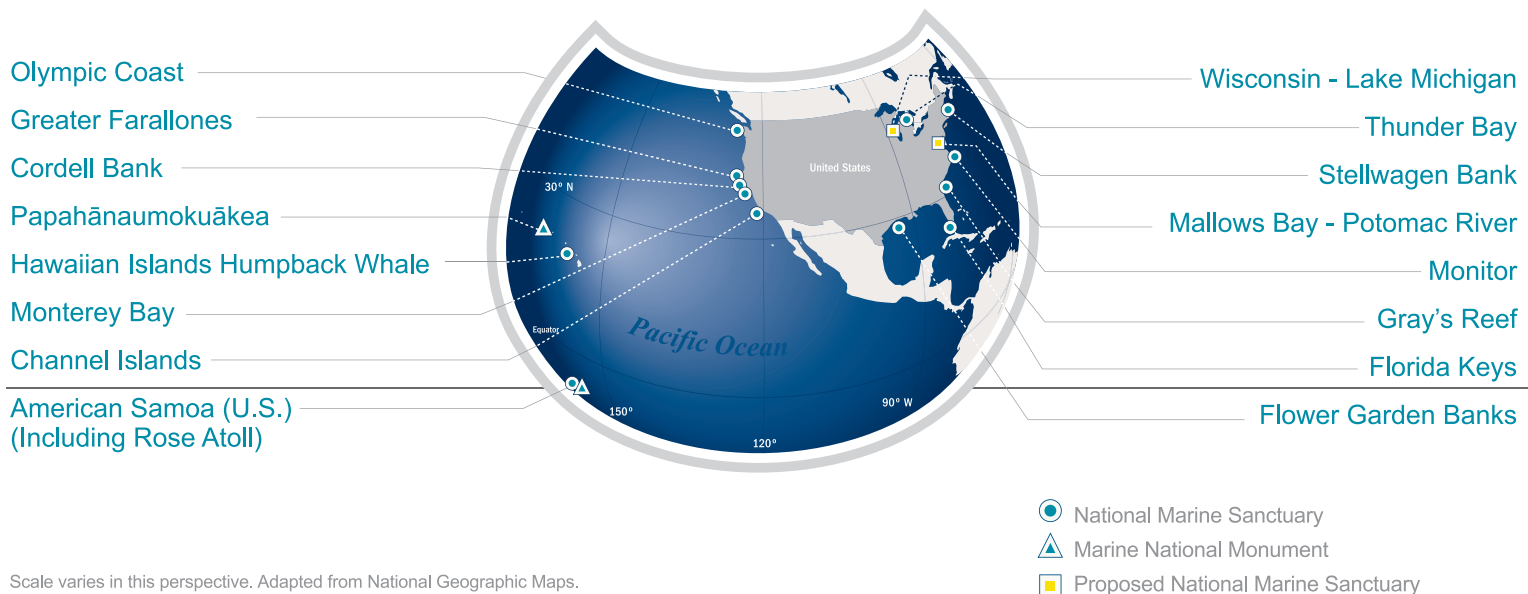 Olympic Coast
Greater Farallones
Cordell Bank
Papahānaumokuākea
Hawaiian Islands Humpback Whale
Monterey Bay
Channel Islands
American Samoa (U.S.)
(Including Rose Atoll)
30° N
United States
Equator
Pacific Ocean
150°
120°
90° W
Wisconsin - Lake Michigan
Thunder Bay
Stellwagen Bank
Mallows Bay - Potomac River
Monitor
Gray's Reef
Florida Keys
Flower Garden Banks
National Marine Sanctuary
Marine National Monument
Proposed National Marine Sanctuary
Scale varies in this perspective. Adapted from National Geographic Maps.